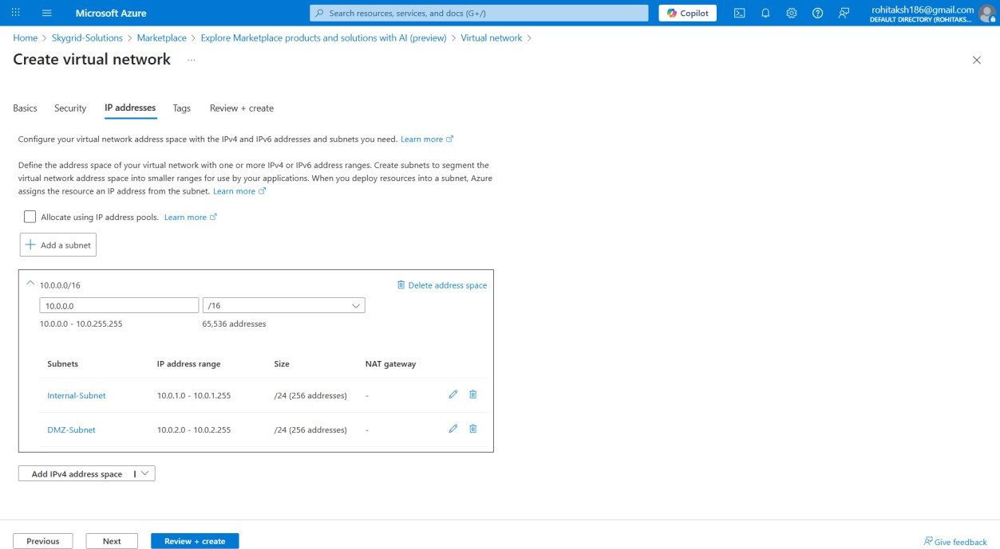 Microsoft Azure
Search resources, services, and docs (G+/)
Copilot
rohitaksh186@gmail.com
DEFAULT DIRECTORY (ROHITAKS...
Home > Skygrid-Solutions > Marketplace > Explore Marketplace products and solutions with AI (preview) > Virtual network >
Create virtual network ...
Basics Security IP addresses Tags Review + create
Configure your virtual network address space with the IPv4 and IPv6 addresses and subnets you need. Learn more
Define the address space of your virtual network with one or more IPv4 or IPv6 address ranges. Create subnets to segment the
virtual network address space into smaller ranges for use by your applications. When you deploy resources into a subnet, Azure
assigns the resource an IP address from the subnet. Learn more
Allocate using IP address pools. Learn more
Add a subnet
10.0.0.0/16 Delete address space
10.0.0.0 /16
10.0.0.0 - 10.0.255.255 65,536 addresses
Subnets IP address range Size NAT gateway
Internal-Subnet 10.0.1.0 - 10.0.1.255 /24 (256 addresses) -
DMZ-Subnet 10.0.2.0 - 10.0.2.255 /24 (256 addresses) -
Add IPv4 address space |
Previous Next Review + create Give feedback